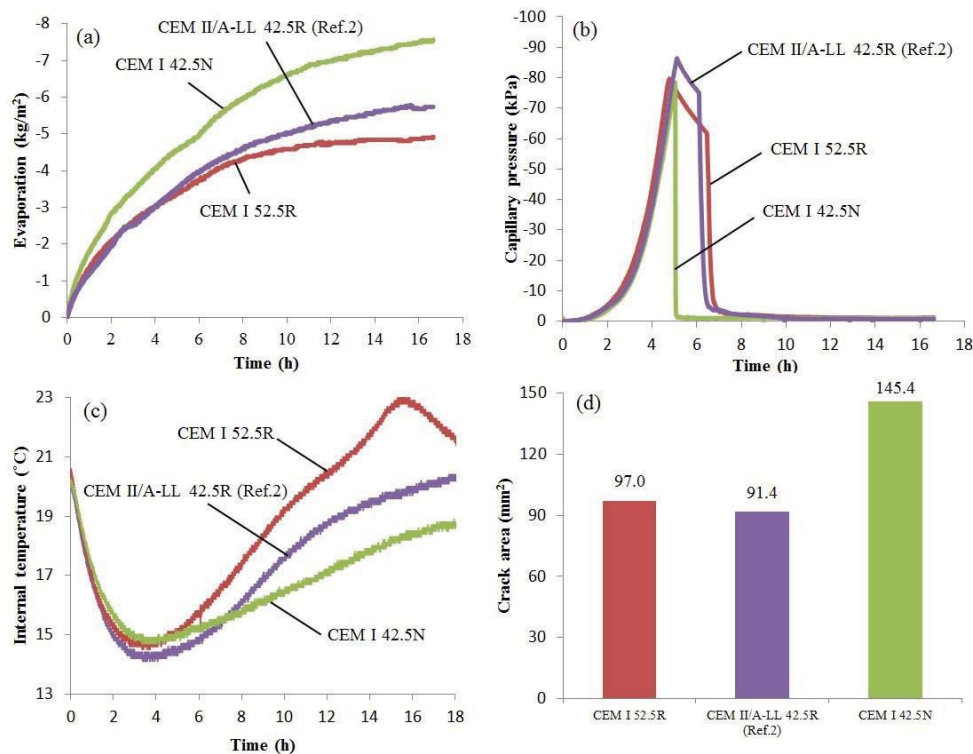 (a)
-8
-7
-6
-5
-4
-3
-2
-1
0
Evaporation (kg/m²)
CEM II/A-LL 42.5R (Ref.2)
CEM I 42.5N
CEM I 52.5R
0 2 4 6 8 10 12 14 16 18
Time (h)
(b)
-100
-90
-80
-70
-60
-50
-40
-30
-20
-10
0
Capillary pressure (kPa)
CEM II/A-LL 42.5R (Ref.2)
CEM I 52.5R
CEM I 42.5N
0 2 4 6 8 10 12 14 16 18
Time (h)
(c)
23
21
19
17
15
13
Internal temperature (˚C)
CEM I 52.5R
CEM II/A-LL 42.5R (Ref.2)
CEM I 42.5N
0 2 4 6 8 10 12 14 16 18
Time (h)
(d)
150
120
90
60
30
0
Crack area (mm²)
97.0
91.4
145.4
CEM I 52.5R
CEM II/A-LL 42.5R
(Ref.2)
CEM I 42.5N